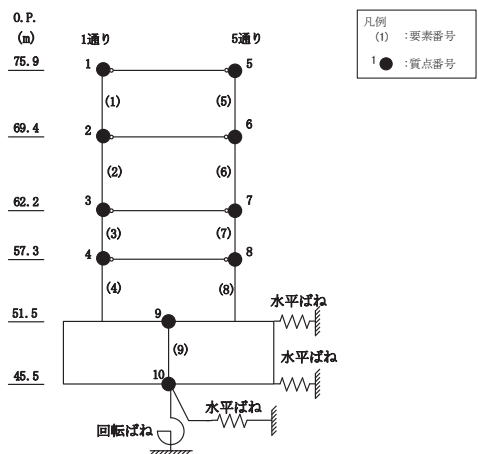 O.P.
(m)
1通り
5通り
凡例
(1) :要素番号
1 :質点番号
75.9
1
5
(1)
(5)
69.4
2
6
(2)
(6)
62.2
3
7
(3)
(7)
57.3
4
8
(4)
(8)
水平ばね
51.5
9
(9)
水平ばね
45.5
10
水平ばね
回転ばね